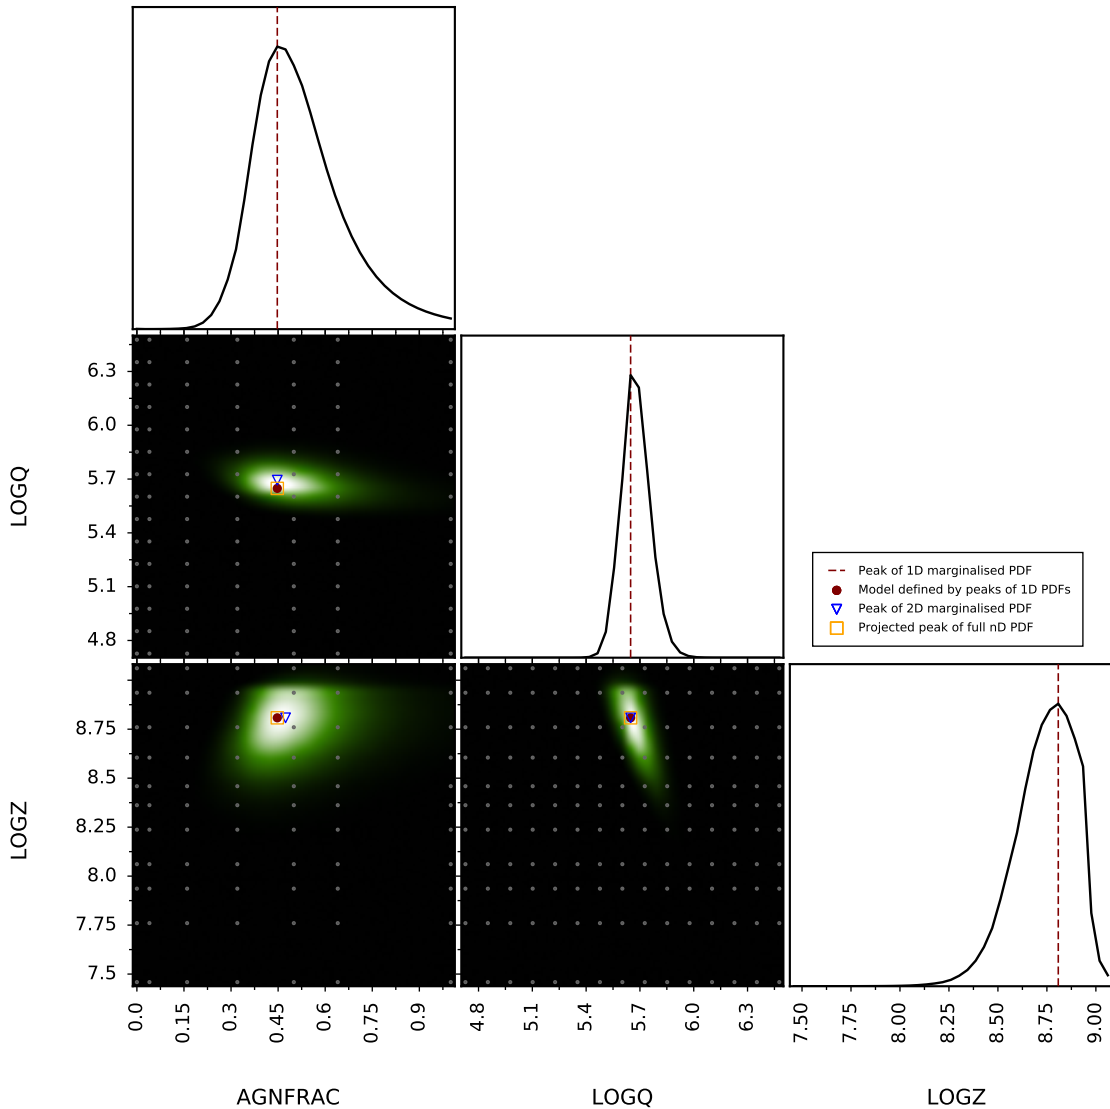 LOGQ
6.3
6.0
5.7
5.4
5.1
4.8
Peak of 1D marginalised PDF
Model defined by peaks of 1D PDFs
Peak of 2D marginalised PDF
Projected peak of full nD PDF
LOGZ
8.75
8.5
8.25
8.0
7.75
7.5
0.0 0.15 0.3 0.45 0.6 0.75 0.9
4.8 5.1 5.4 5.7 6.0 6.3
7.50 7.75 8.00 8.25 8.50 8.75 9.00
AGNFRAC LOGQ LOGZ